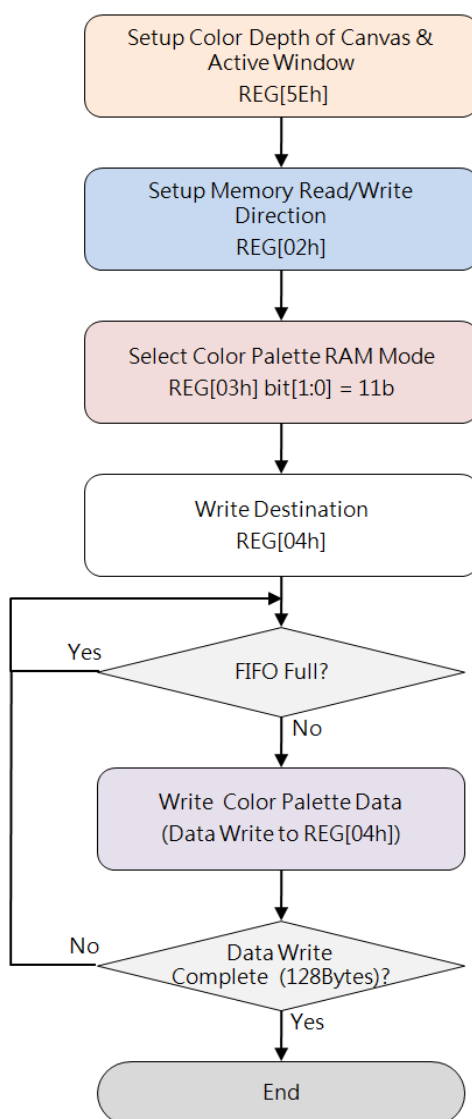 Setup Color Depth of Canvas &
Active Window
REG[5Eh]
Setup Memory Read/Write
Direction
REG[02h]
Select Color Palette RAM Mode
REG[03h] bit[1:0] = 11b
Write Destination
REG[04h]
Yes
FIFO Full?
No
Write Color Palette Data
(Data Write to REG[04h])
No
Data Write
Complete (128Bytes)?
Yes
End